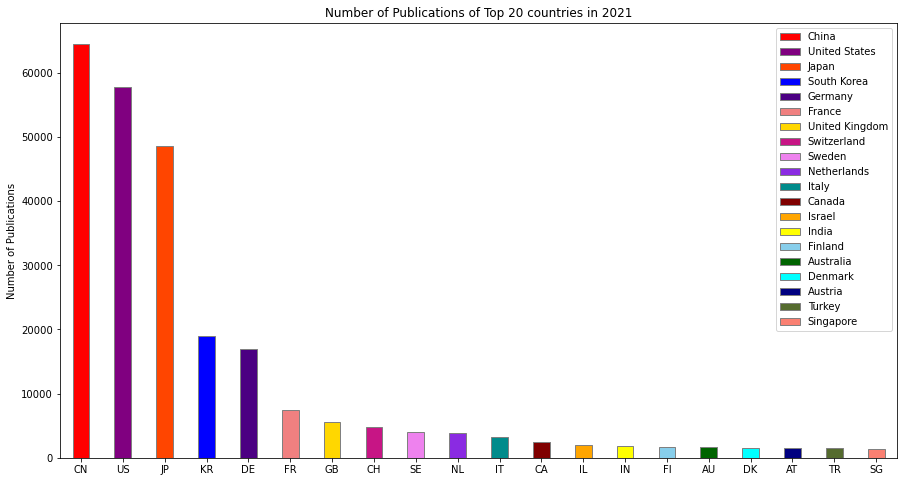 Number of Publications of Top 20 countries in 2021
Number of Publications
60000
50000
40000
30000
20000
10000
0
CN US JP KR DE FR GB CH SE NL IT CA IL IN FI AU DK AT TR SG
China
United States
Japan
South Korea
Germany
France
United Kingdom
Switzerland
Sweden
Netherlands
Italy
Canada
Israel
India
Finland
Australia
Denmark
Austria
Turkey
Singapore